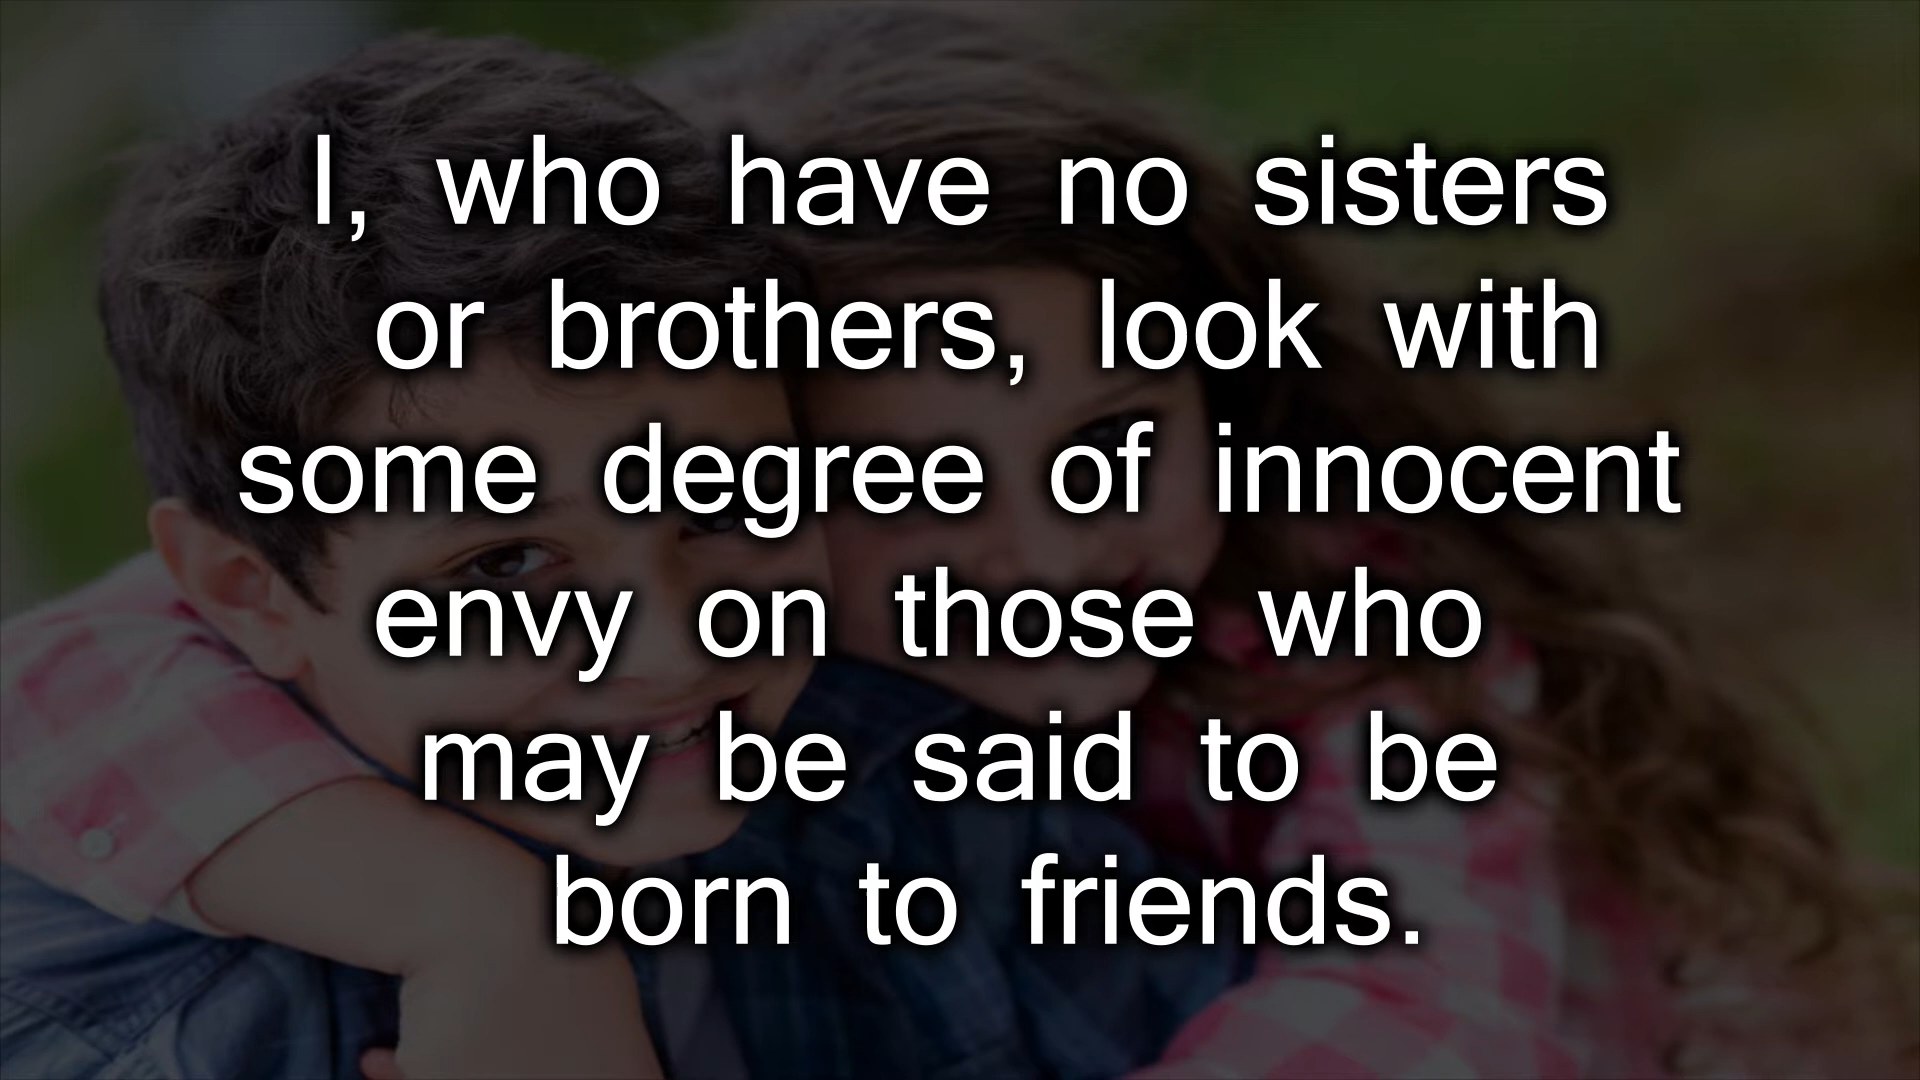 I, who have no sisters
or brothers, look with
some degree of innocent
envy on those who
may be said to be
born to friends.